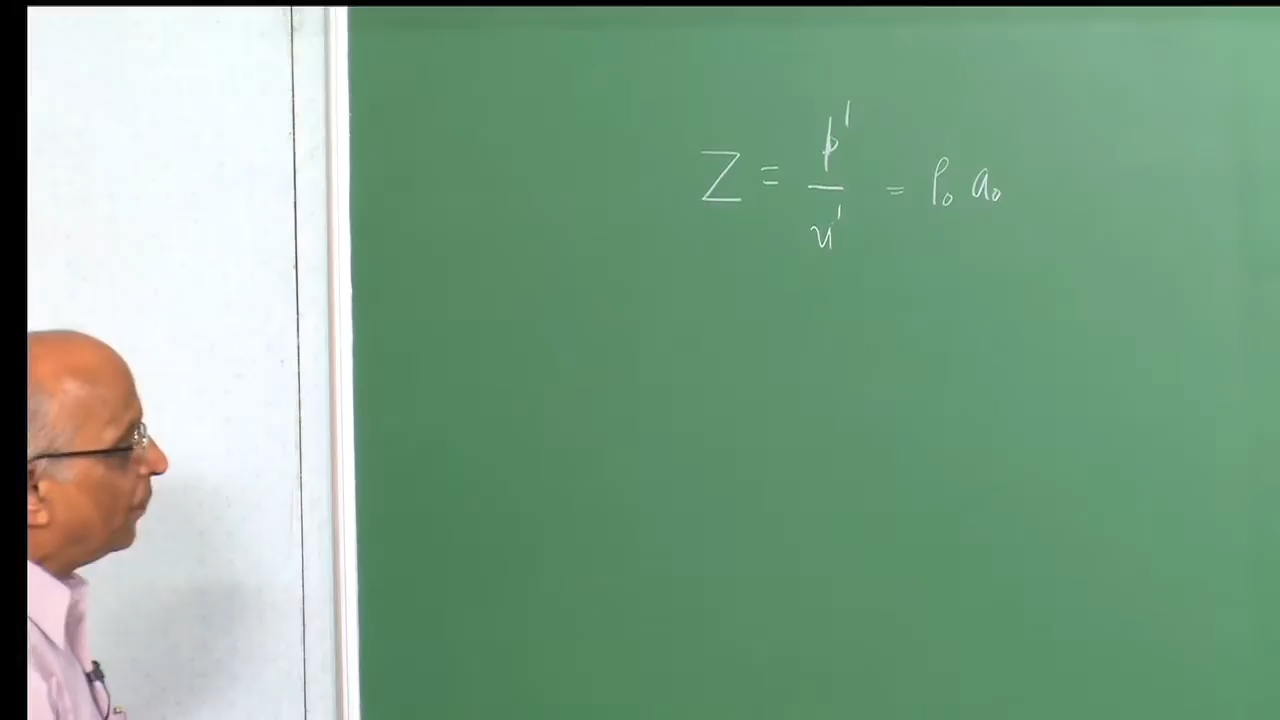 Z = p' / u' = ρ₀ a₀